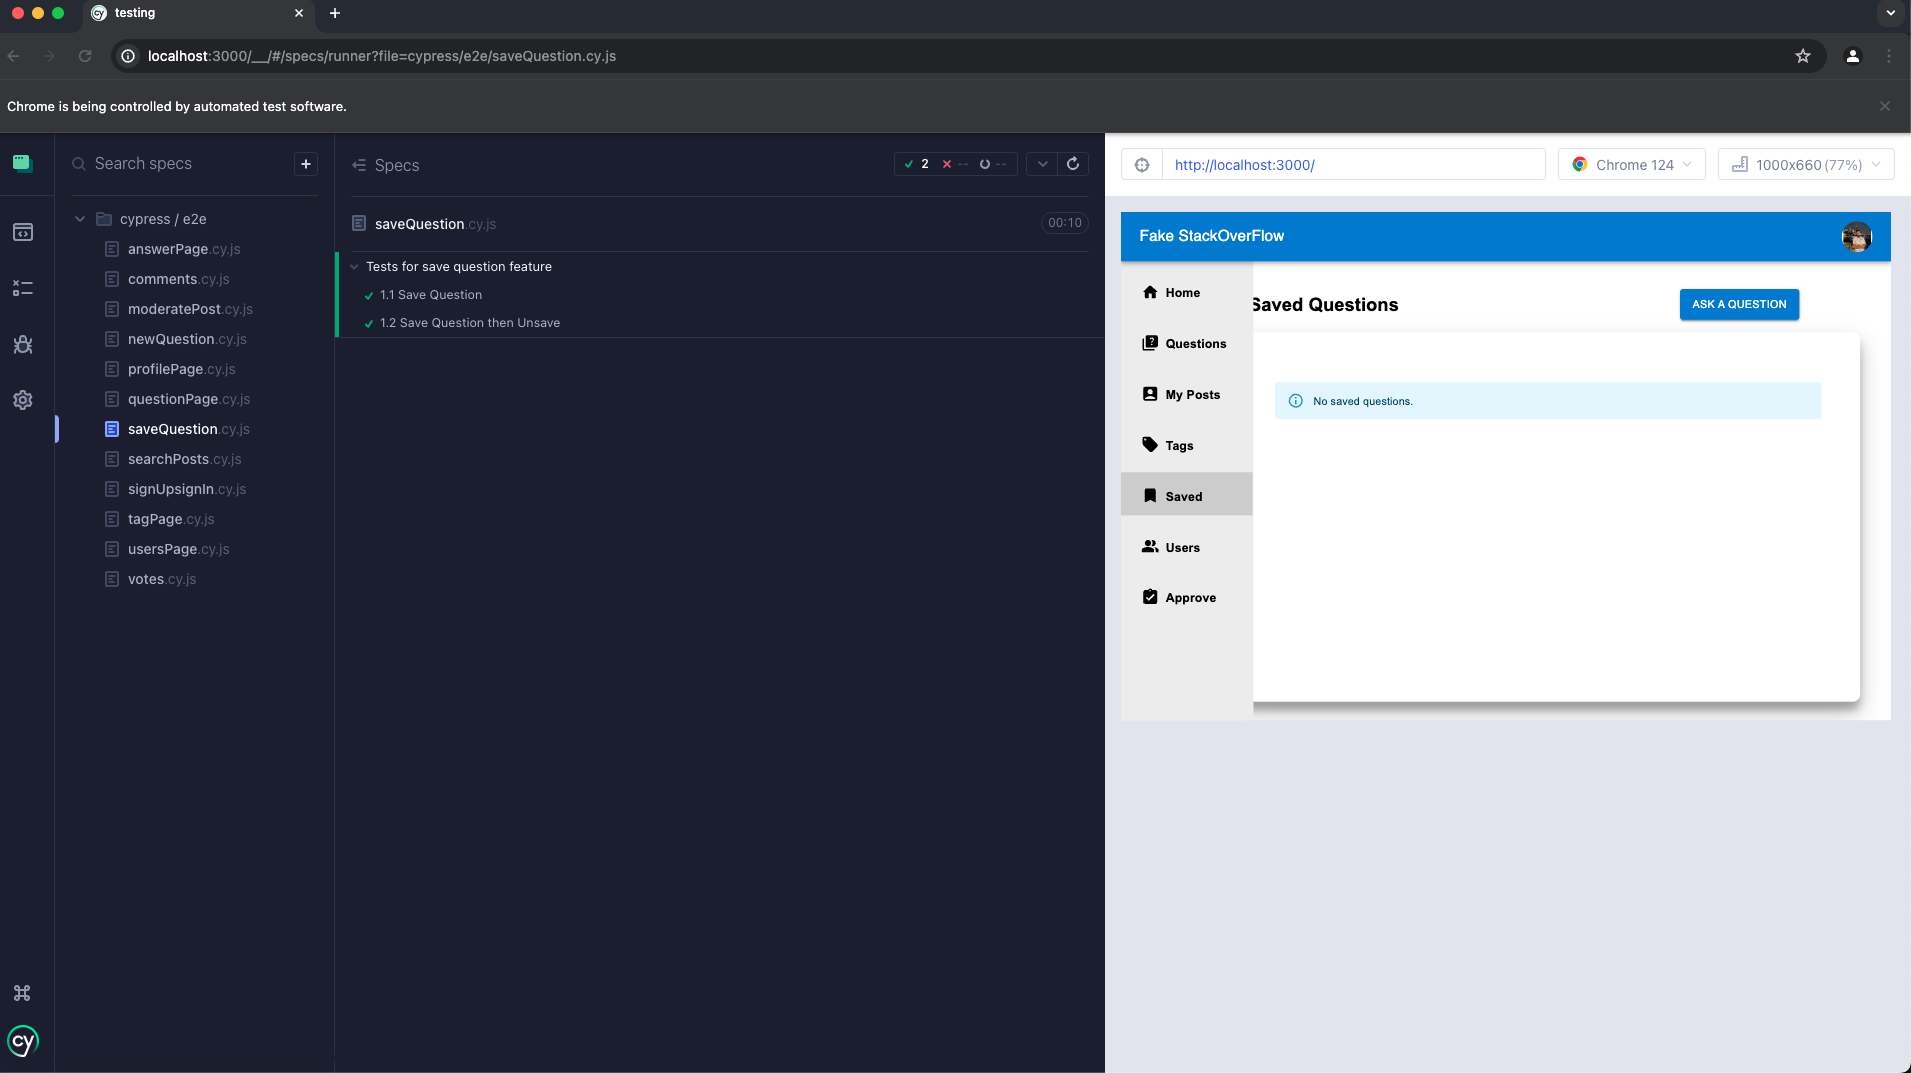 testing
localhost:3000/__/#/specs/runner?file=cypress/e2e/saveQuestion.cy.js
Chrome is being controlled by automated test software.
Search specs
+
cypress / e2e
answerPage.cy.js
comments.cy.js
moderatePost.cy.js
newQuestion.cy.js
profilePage.cy.js
questionPage.cy.js
saveQuestion.cy.js
searchPosts.cy.js
signUpsignIn.cy.js
tagPage.cy.js
usersPage.cy.js
votes.cy.js
cy
Specs
2 -- --
saveQuestion.cy.js 00:10
Tests for save question feature
1.1 Save Question
1.2 Save Question then Unsave
http://localhost:3000/
Chrome 124
1000x660 (77%)
Fake StackOverFlow
Home
Questions
My Posts
Tags
Saved
Users
Approve
Saved Questions
ASK A QUESTION
No saved questions.